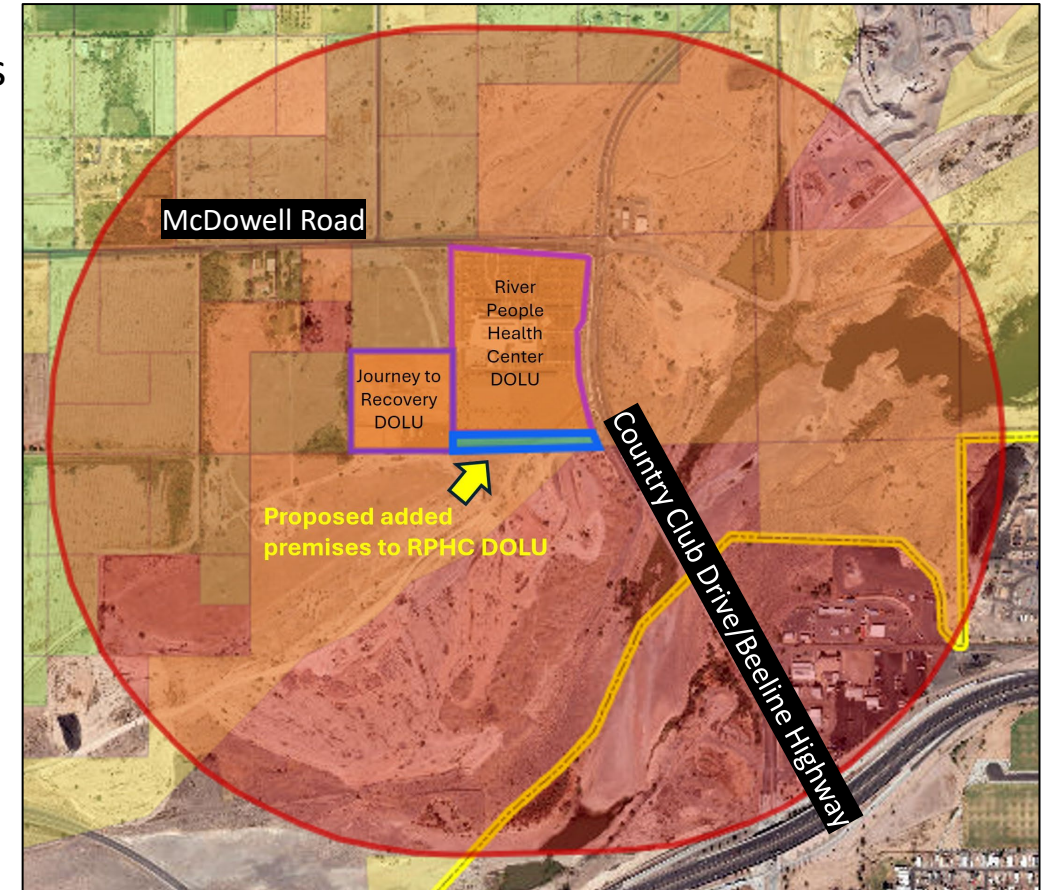 s
McDowell Road
River
People
Health
Center
DOLU
Journey to
Recovery
DOLU
Country Club Drive/Beeline Highway
Proposed added
premises to RPHC DOLU